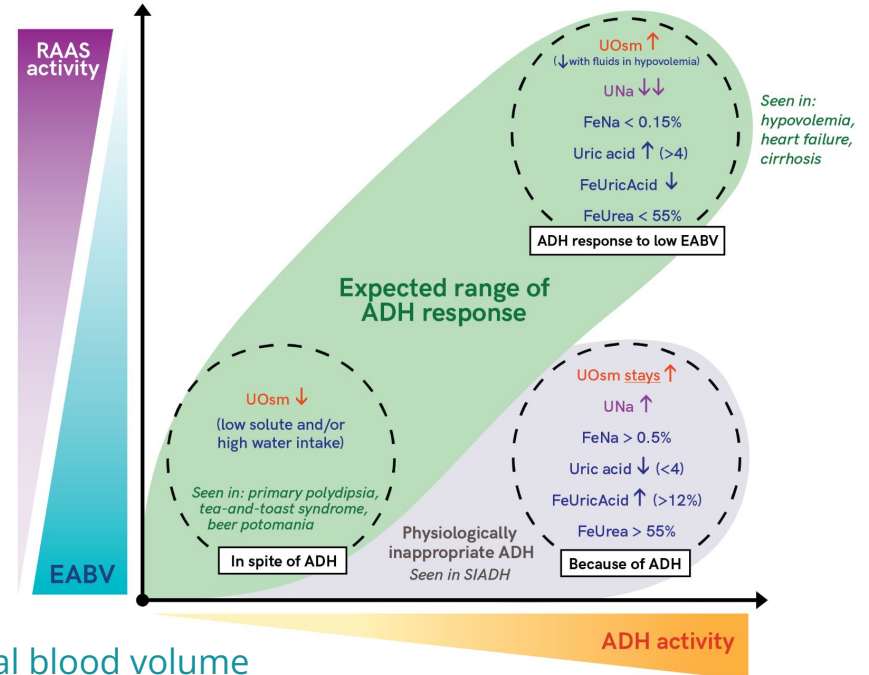 RAAS
activity
EABV
UOsm ↑
(↓with fluids in hypovolemia)
UNa ↓↓
FeNa < 0.15%
Uric acid ↑ (>4)
FeUricAcid ↓
FeUrea < 55%
ADH response to low EABV
Seen in:
hypovolemia,
heart failure,
cirrhosis
Expected range of
ADH response
UOsm ↓
(low solute and/or
high water intake)
Seen in: primary polydipsia,
tea-and-toast syndrome,
beer potomania
In spite of ADH
Physiologically
inappropriate ADH
Seen in SIADH
UOsm stays ↑
UNa ↑
FeNa > 0.5%
Uric acid ↓ (<4)
FeUricAcid ↑ (>12%)
FeUrea > 55%
Because of ADH
ADH activity
al blood volume